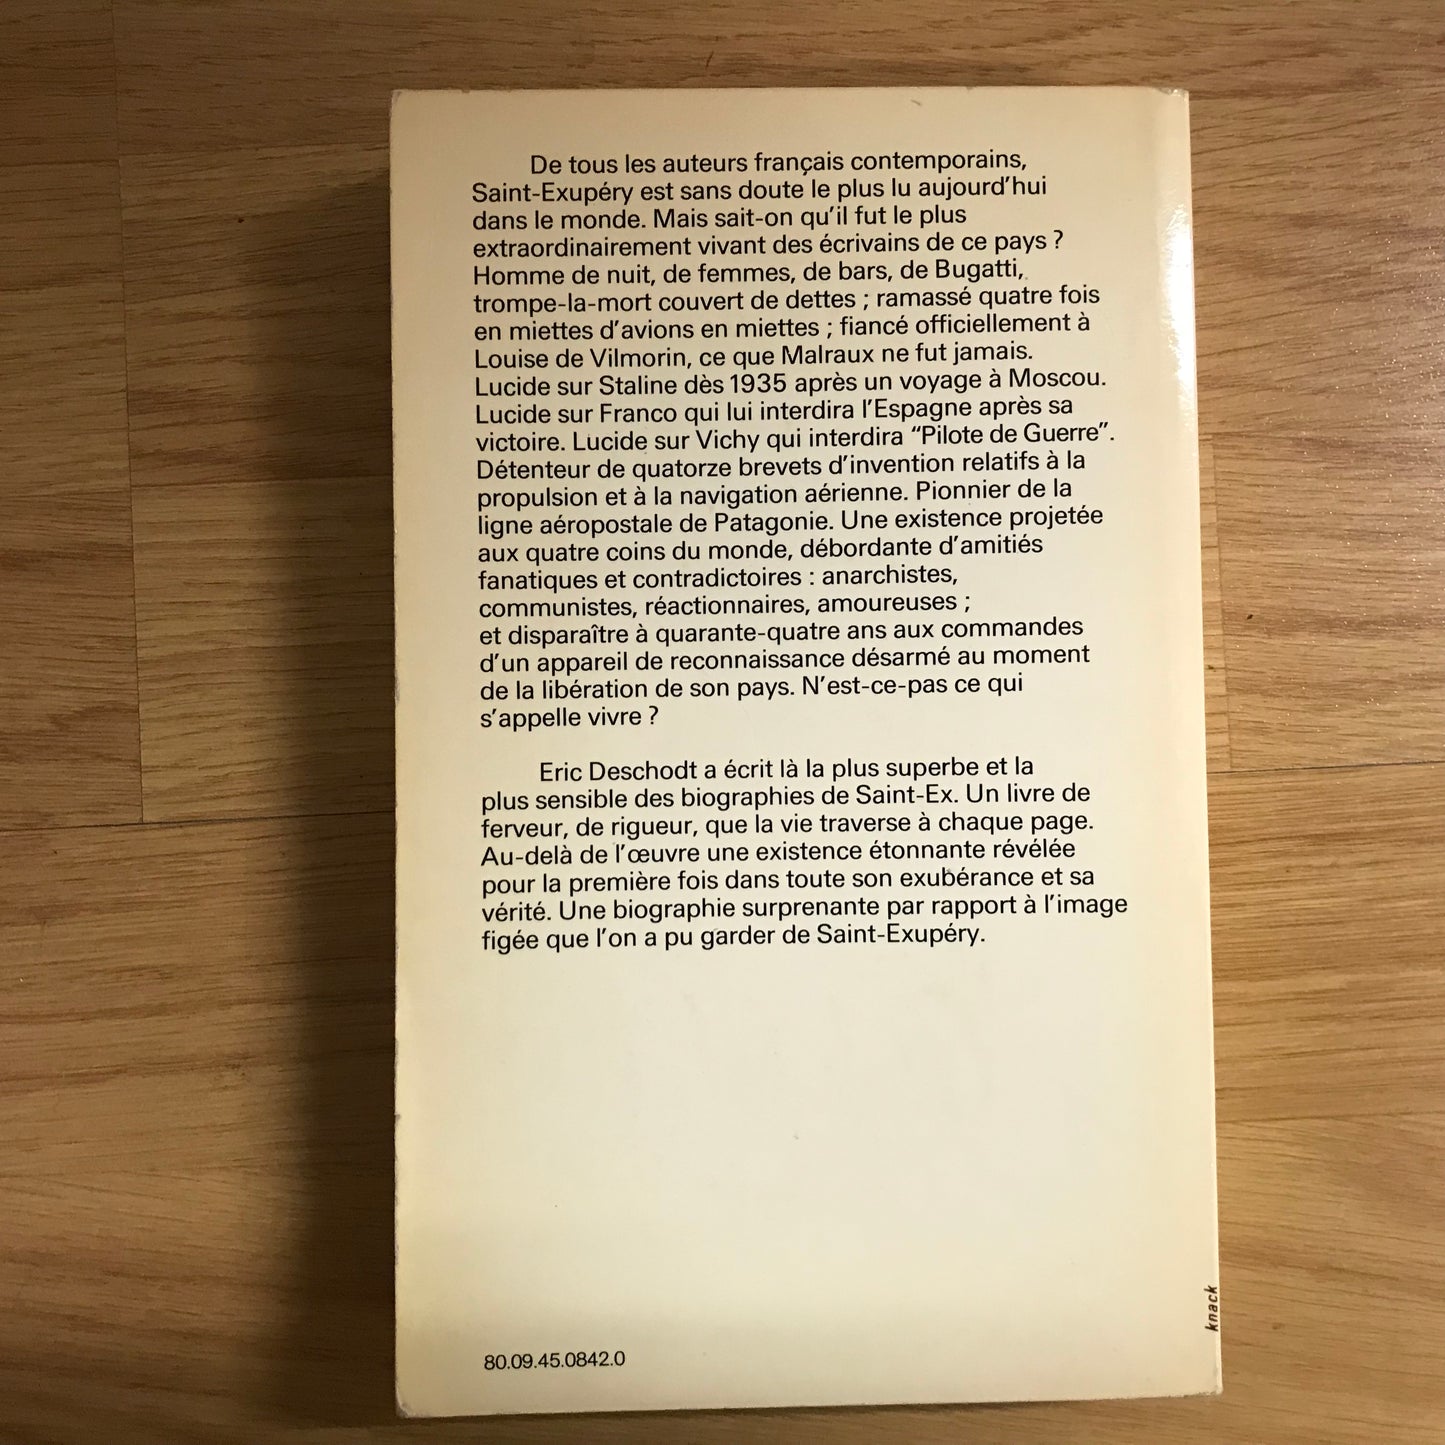 De tous les auteurs français contemporains,
Saint-Exupéry est sans doute le plus lu aujourd'hui
dans le monde. Mais sait-on qu'il fut le plus
extraordinairement vivant des écrivains de ce pays ?
Homme de nuit, de femmes, de bars, de Bugatti,
trompe-la-mort couvert de dettes ; ramassé quatre fois
en miettes d'avions en miettes ; fiancé officiellement à
Louise de Vilmorin, ce que Malraux ne fut jamais.
Lucide sur Staline dès 1935 après un voyage à Moscou.
Lucide sur Franco qui lui interdira l'Espagne après sa
victoire. Lucide sur Vichy qui interdira "Pilote de Guerre".
Détenteur de quatorze brevets d'invention relatifs à la
propulsion et à la navigation aérienne. Pionnier de la
ligne aéropostale de Patagonie. Une existence projetée
aux quatre coins du monde, débordante d'amitiés
fanatiques et contradictoires : anarchistes,
communistes, réactionnaires, amoureuses ;
et disparaître à quarante-quatre ans aux commandes
d'un appareil de reconnaissance désarmé au moment
de la libération de son pays. N'est-ce-pas ce qui
s'appelle vivre ?
Eric Deschodt a écrit là la plus superbe et la
plus sensible des biographies de Saint-Ex. Un livre de
ferveur, de rigueur, que la vie traverse à chaque page.
Au-delà de l'œuvre une existence étonnante révélée
pour la première fois dans toute son exubérance et sa
vérité. Une biographie surprenante par rapport à l'image
figée que l'on a pu garder de Saint-Exupéry.
knack
80.09.45.0842.0